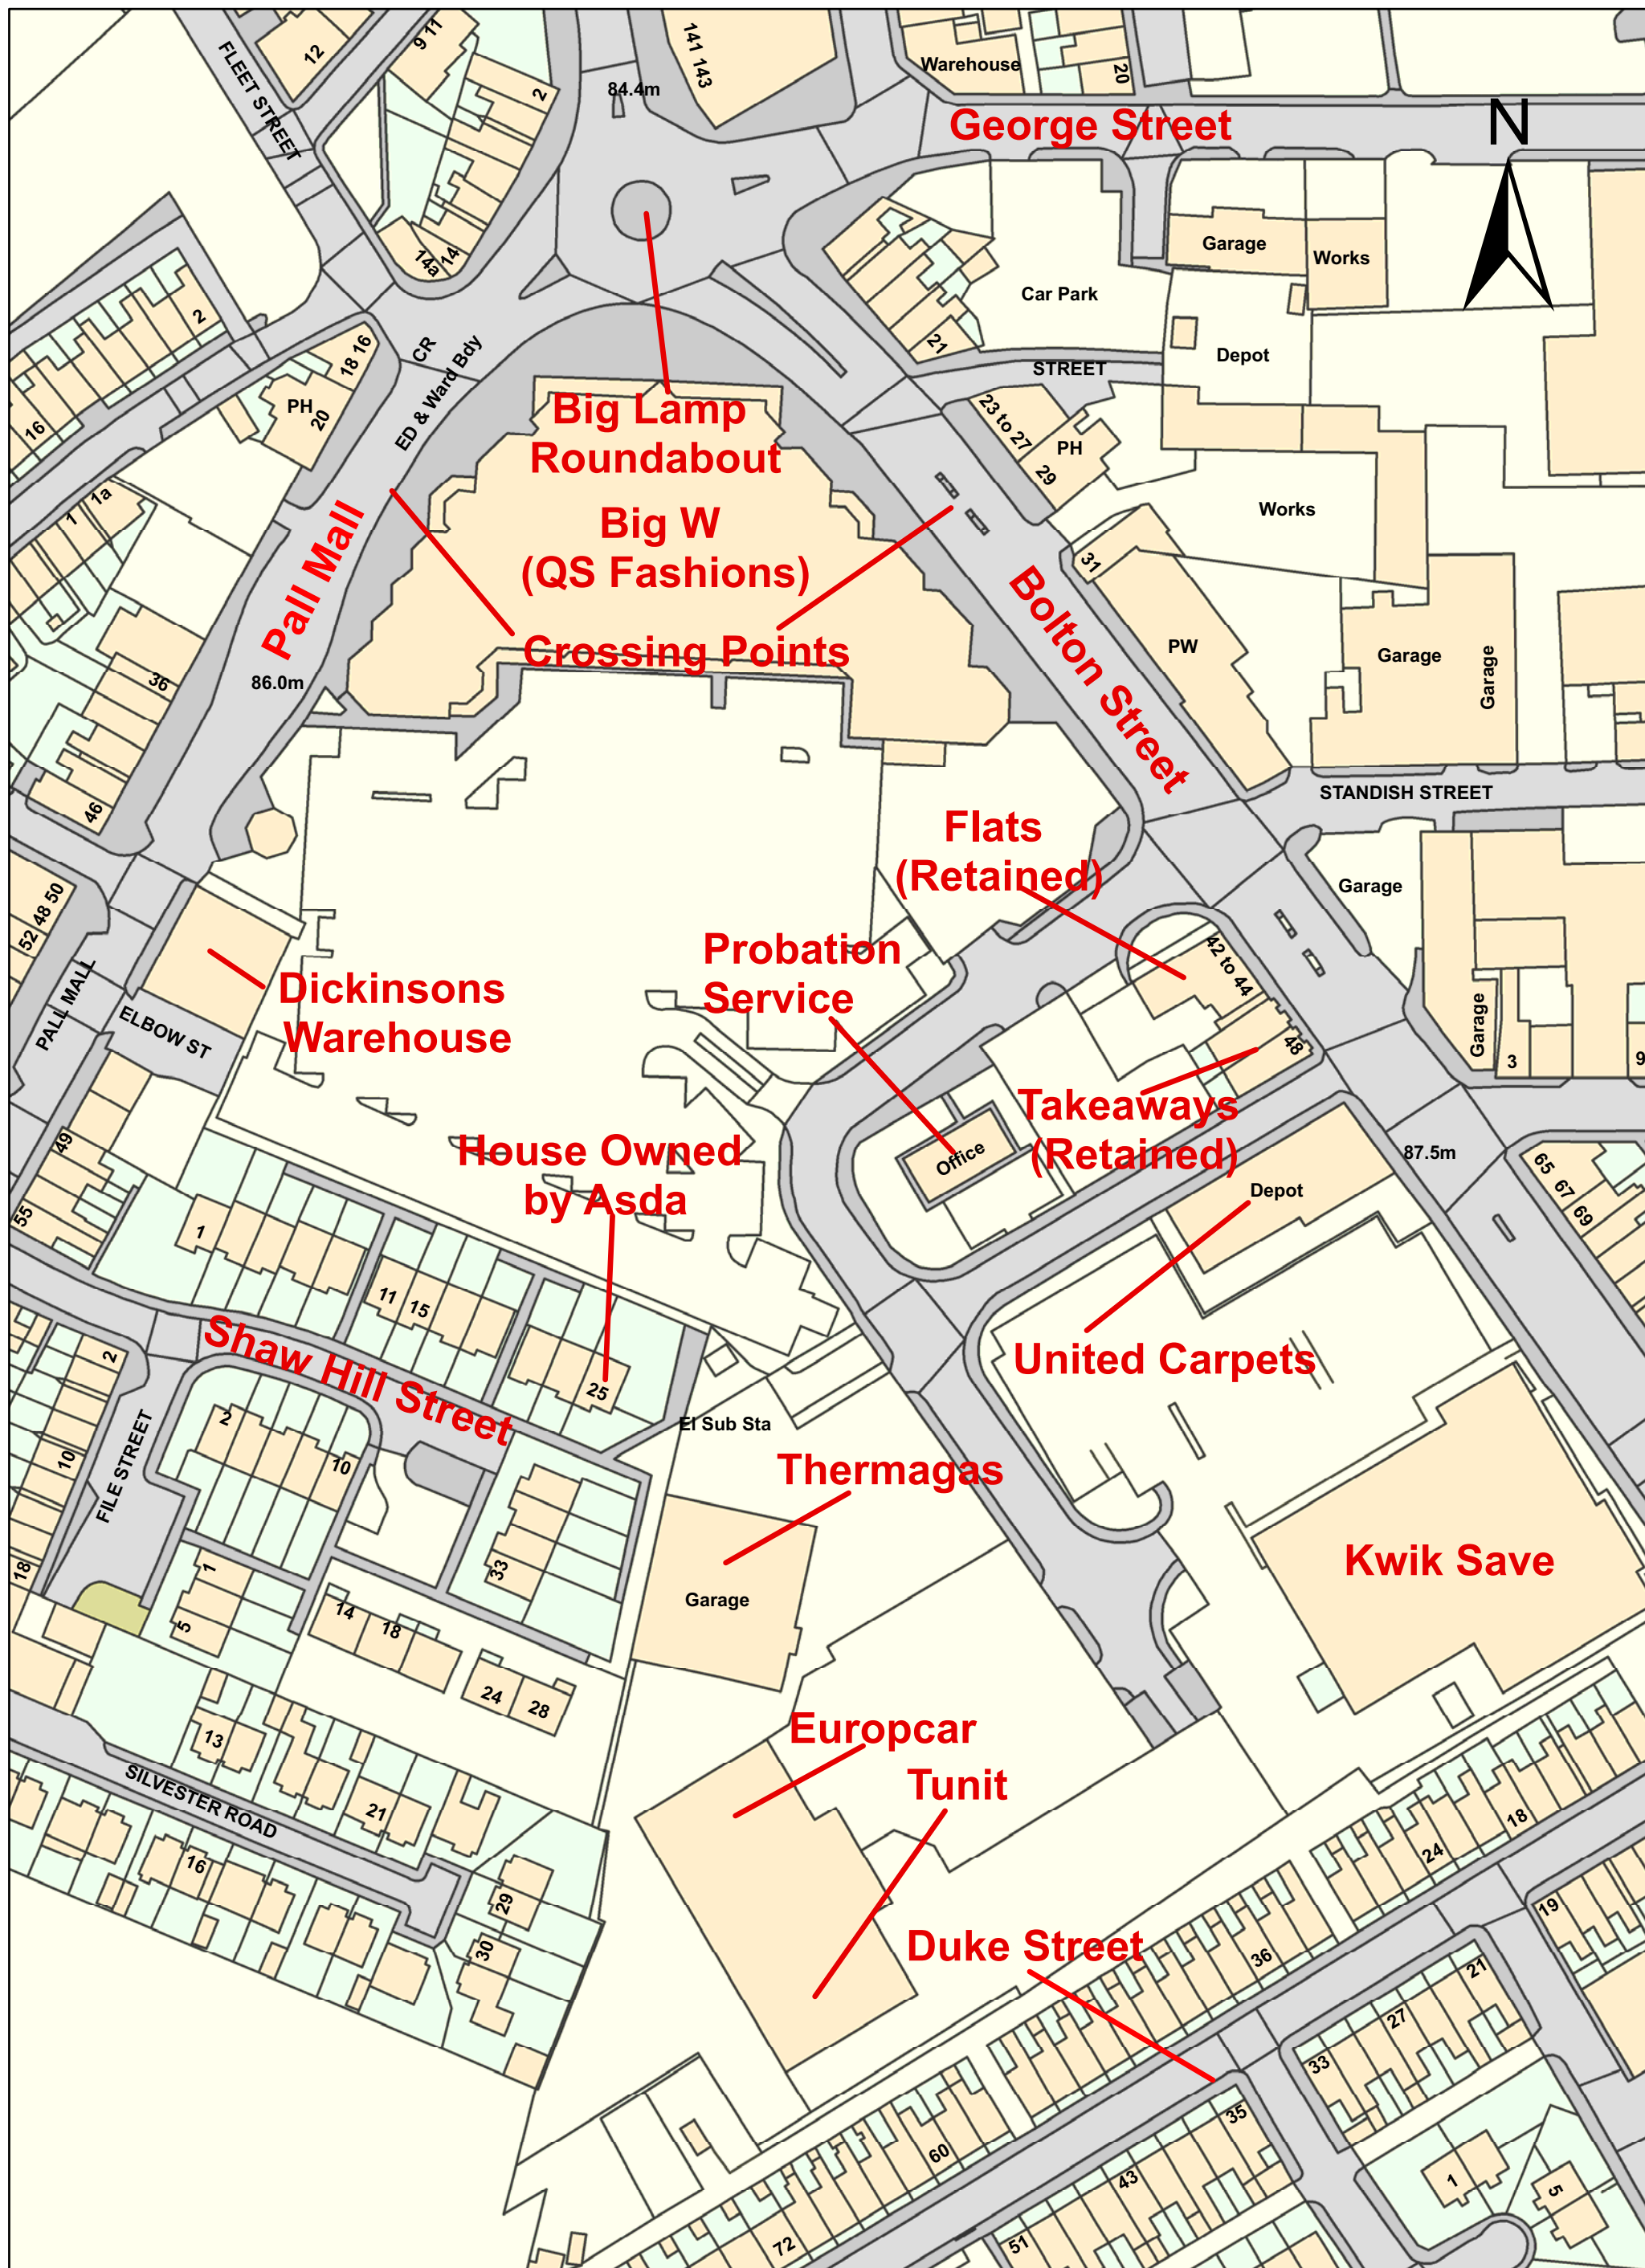 FLEET STREET
12
9 11
2
84.4m
141 143
Warehouse
20
George Street
N
14a
14
Garage
Works
Car Park
Depot
2
18 16
CR
ED & Ward Bdy
PH
20
16
21
STREET
Big Lamp
Roundabout
23 to 27
PH
29
Works
1
1a
Big W
(QS Fashions)
Pall Mall
31
Bolton Street
Crossing Points
PW
Garage
Garage
36
86.0m
46
STANDISH STREET
Flats
(Retained)
Garage
52 48 50
Probation
Service
42 to 44
Dickinsons
Warehouse
PALL MALL
ELBOW ST
48
Garage
3
9
Takeaways
(Retained)
House Owned
by Asda
Office
87.5m
49
55
1
Depot
65 67 69
11
15
United Carpets
Shaw Hill Street
25
2
2
10
10
El Sub Sta
FILE STREET
Thermagas
Kwik Save
33
Garage
18
1
5
14
18
24
28
13
Europcar
Tunit
SILVESTER ROAD
21
18
24
16
29
19
30
Duke Street
36
21
27
33
35
60
43
1
5
72
51